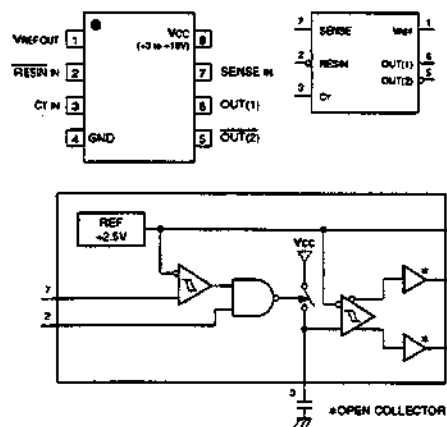 VREFOUT 1
RESIN IN 2
CT IN 3
4 GND
VCC 8
(+3 to +18V)
7 SENSE IN
6 OUT(1)
5 OUT(2)
7 SENSE VREF 1
2 RESIN OUT(1) 6
OUT(2) 5
3 CT
REF
+2.5V
VCC
7
2
*
*
3
*OPEN COLLECTOR